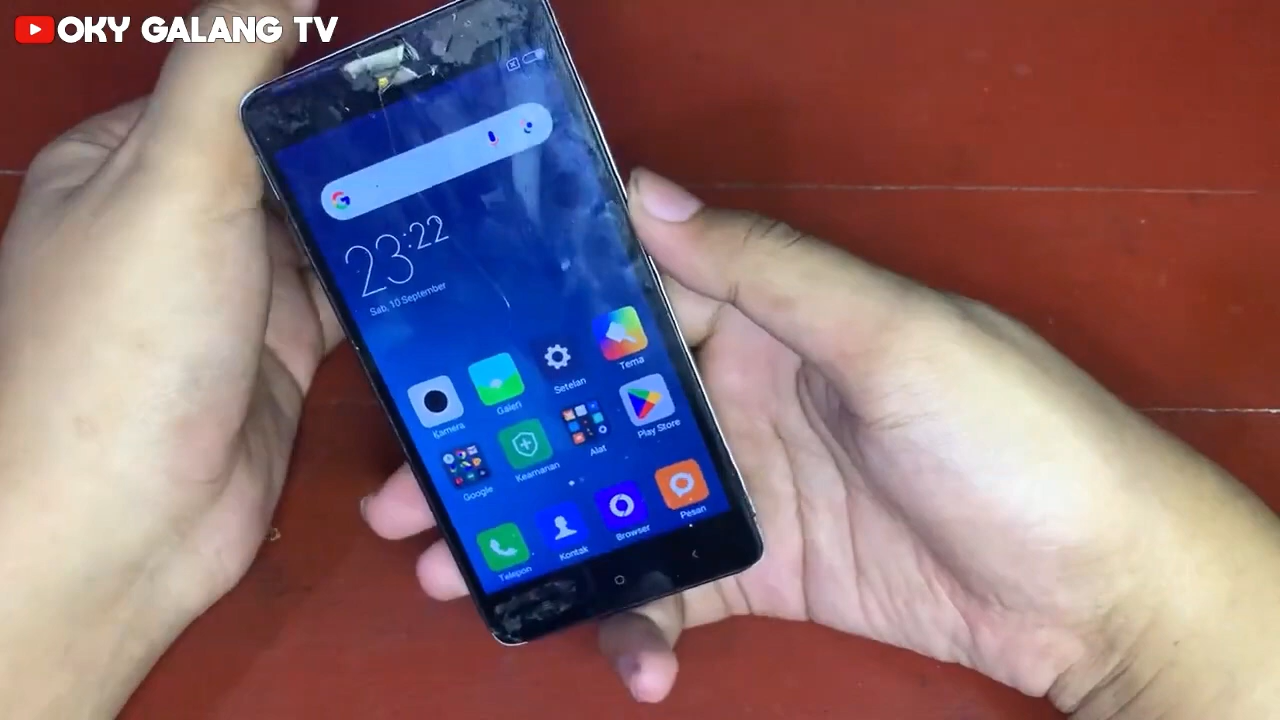 OKY GALANG TV
23:22
Sab, 10 September
Kamera
Galeri
Setelan
Tema
Google
Keamanan
Alat
Play Store
Telepon
Kontak
Browser
Pesan